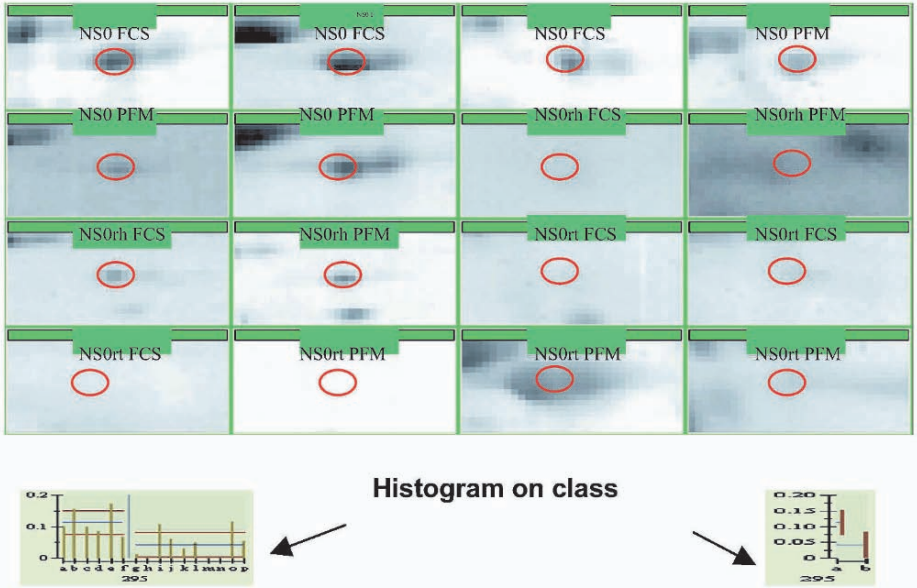 NS0 FCS NS0 FCS NS0 FCS NS0 PFM
NS0 PFM NS0 PFM NS0rh FCS NS0rh PFM
NS0rh FCS NS0rh PFM NS0rt FCS NS0rt FCS
NS0rt FCS NS0rt PFM NS0rt PFM NS0rt PFM
Histogram on class
0.2
0.1
0
a b c d e f g h i j k l m n o p
295
0.20
0.15
0.10
0.05
0
a b
295